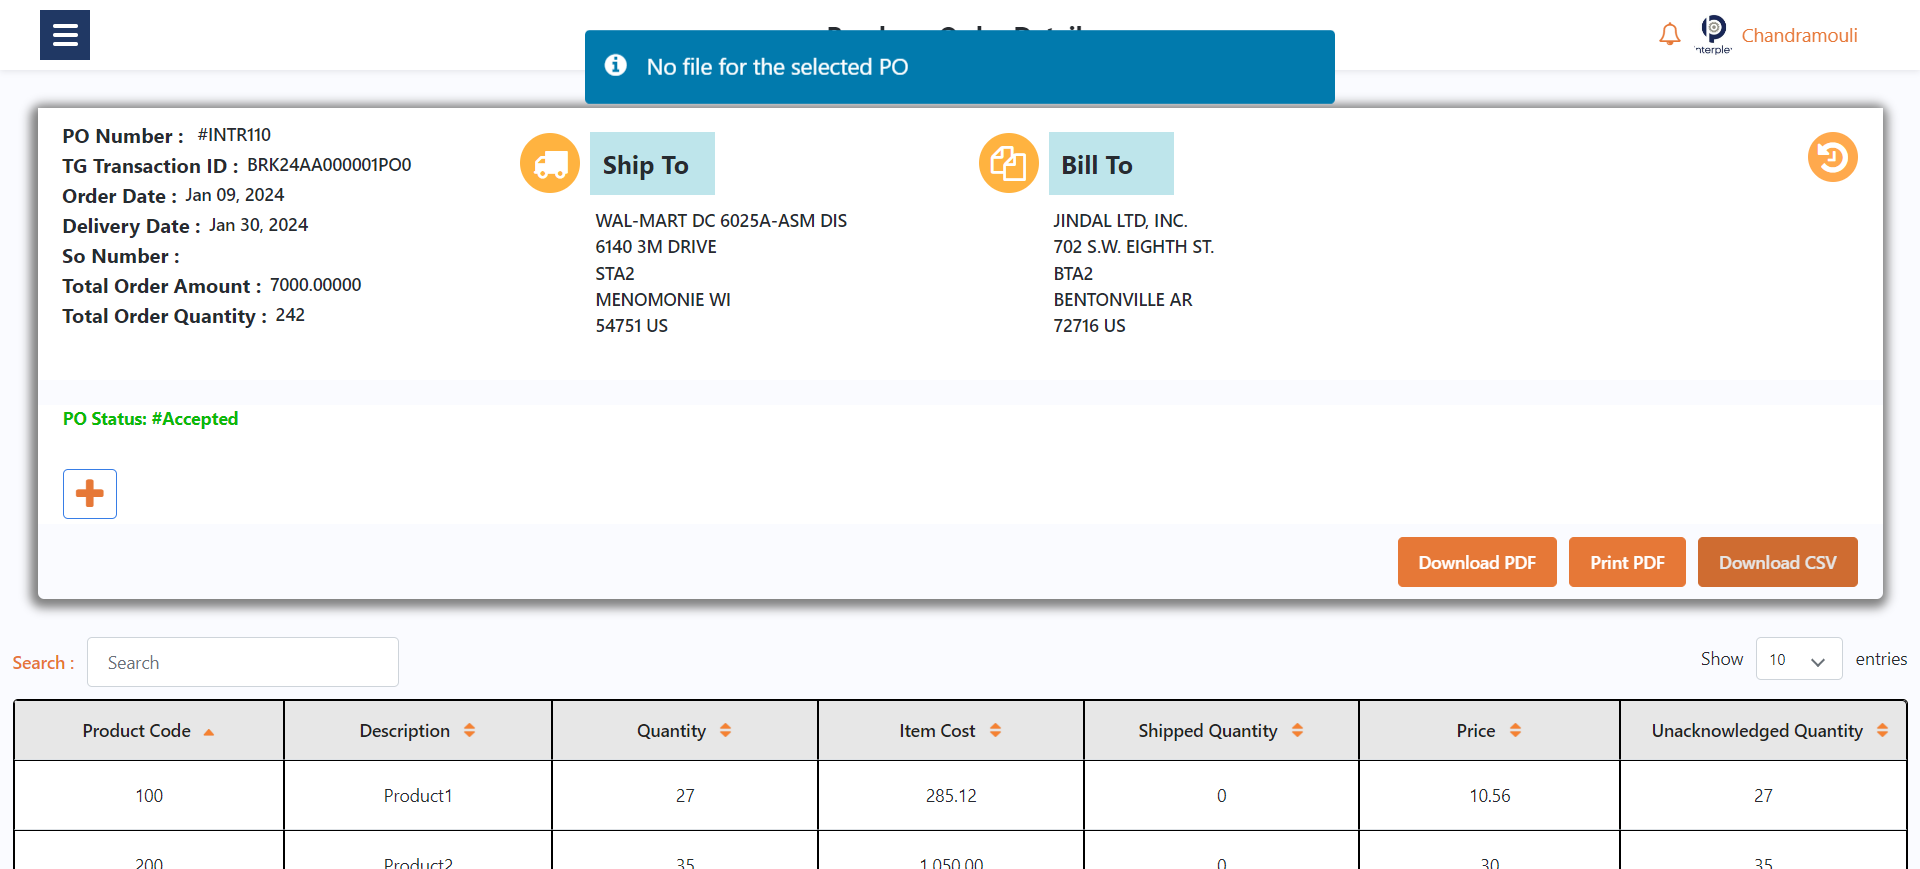 No file for the selected PO
Chandramouli
PO Number : #INTR110
TG Transaction ID : BRK24AA000001PO0
Order Date : Jan 09, 2024
Delivery Date : Jan 30, 2024
So Number :
Total Order Amount : 7000.00000
Total Order Quantity : 242
Ship To
WAL-MART DC 6025A-ASM DIS
6140 3M DRIVE
STA2
MENOMONIE WI
54751 US
Bill To
JINDAL LTD, INC.
702 S.W. EIGHTH ST.
BTA2
BENTONVILLE AR
72716 US
PO Status: #Accepted
Download PDF Print PDF Download CSV
Search : Search
Show 10 entries
Product Code Description Quantity Item Cost Shipped Quantity Price Unacknowledged Quantity
100 Product1 27 285.12 0 10.56 27
200 Product2 35 1,050.00 0 30 35